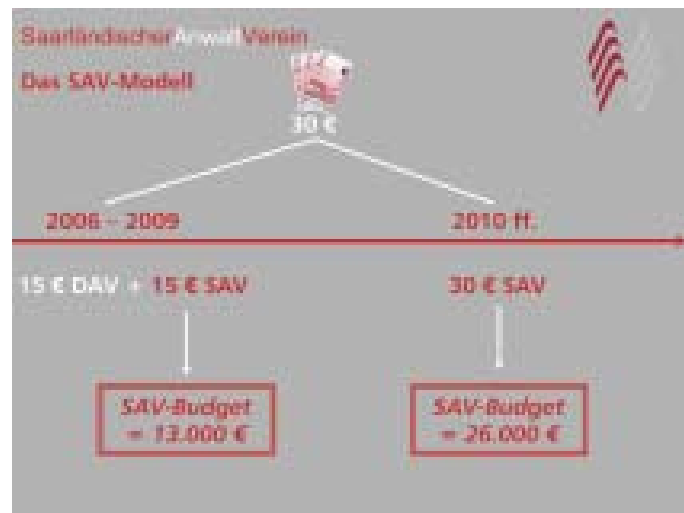 SaarländischerAnwaltVerein
Das SAV-Modell
30 €
2006 – 2009
2010 ff.
15 € DAV + 15 € SAV
30 € SAV
SAV-Budget
= 13.000 €
SAV-Budget
= 26.000 €